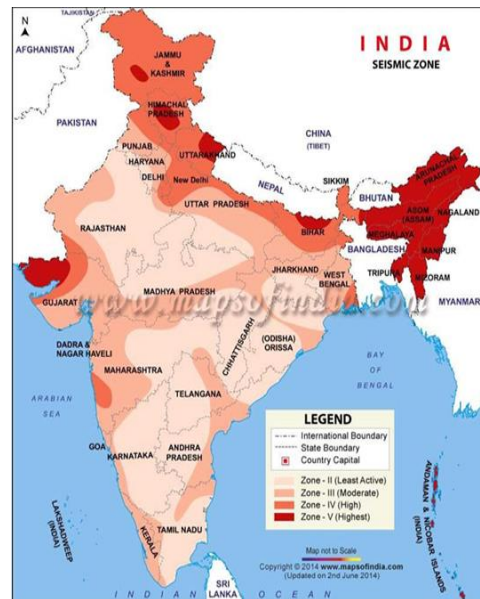 N
TAJIKISTAN
AFGHANISTAN
INDIA
SEISMIC ZONE
JAMMU
&
KASHMIR
PAKISTAN
HIMACHAL
PRADESH
CHINA
(TIBET)
PUNJAB
HARYANA
DELHI
UTTARAKHAND
New Delhi
NEPAL
SIKKIM
BHUTAN
ARUNACHAL
PRADESH
RAJASTHAN
UTTAR PRADESH
BIHAR
ASOM
(ASSAM)
NAGALAND
MEGHALAYA
MANIPUR
BANGLADESH
TRIPURA
MIZORAM
JHARKHAND
WEST
BENGAL
MYANMAR
GUJARAT
MADHYA PRADESH
www.mapsofindia.com
CHHATTISGARH
(ODISHA)
ORISSA
DADRA &
NAGAR HAVELI
MAHARASHTRA
BAY
OF
BENGAL
ARABIAN
SEA
TELANGANA
GOA
KARNATAKA
ANDHRA
PRADESH
LEGEND
International Boundary
State Boundary
Country Capital
Zone - II (Least Active)
Zone - III (Moderate)
Zone - IV (High)
Zone - V (Highest)
LAKSHADWEEP
(INDIA)
KERALA
TAMIL NADU
ANDAMAN & NICOBAR ISLANDS
(INDIA)
Map not to Scale
Copyright © 2014 www.mapsofindia.com
(Updated on 2nd June 2014)
SRI
LANKA
INDIAN OCEAN